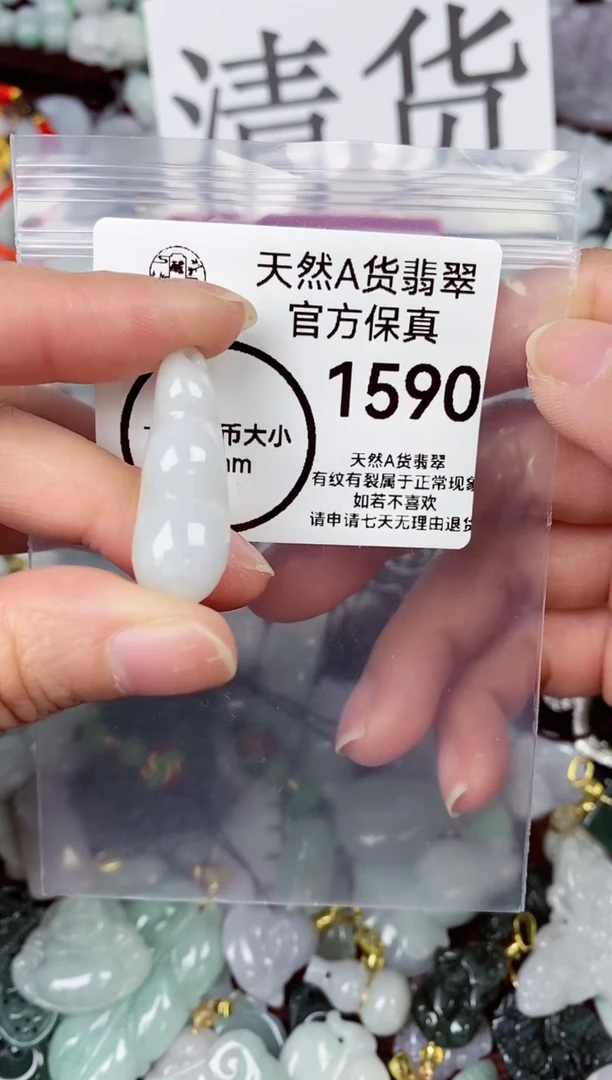 清货
天然A货翡翠
官方保真
1590
币大小
mm
天然A货翡翠
有纹有裂属于正常现象
如若不喜欢
请申请七天无理由退货